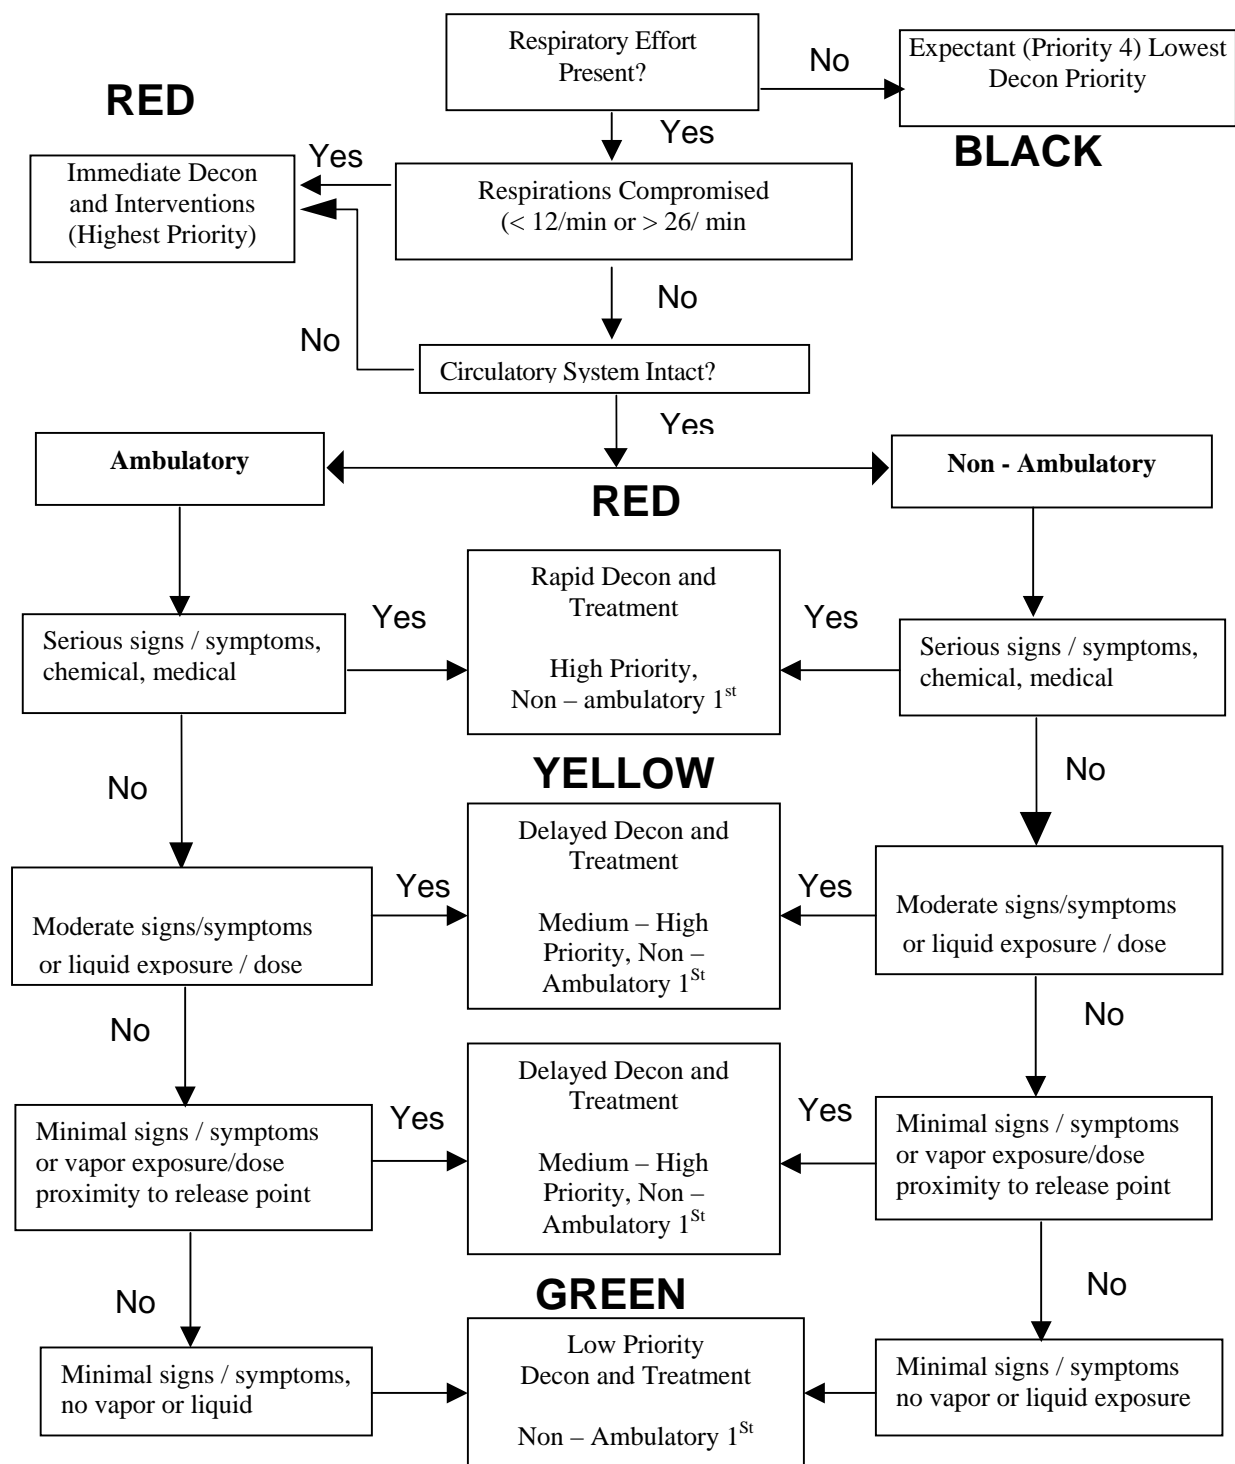 Respiratory Effort
Present?
No
Expectant (Priority 4) Lowest
Decon Priority
BLACK
RED
Yes
Yes
Immediate Decon
and Interventions
(Highest Priority)
Respirations Compromised
(< 12/min or > 26/ min
No
No
Circulatory System Intact?
Yes
Ambulatory
Non - Ambulatory
RED
Serious signs / symptoms,
chemical, medical
Yes
Rapid Decon and
Treatment
High Priority,
Non – ambulatory 1st
Yes
Serious signs / symptoms,
chemical, medical
No
YELLOW
No
Moderate signs/symptoms
or liquid exposure / dose
Yes
Delayed Decon and
Treatment
Medium – High
Priority, Non –
Ambulatory 1St
Yes
Moderate signs/symptoms
or liquid exposure / dose
No
No
Minimal signs / symptoms
or vapor exposure/dose
proximity to release point
Yes
Delayed Decon and
Treatment
Medium – High
Priority, Non –
Ambulatory 1St
Yes
Minimal signs / symptoms
or vapor exposure/dose
proximity to release point
No
GREEN
No
Minimal signs / symptoms,
no vapor or liquid
Low Priority
Decon and Treatment
Non – Ambulatory 1St
Minimal signs / symptoms
no vapor or liquid exposure